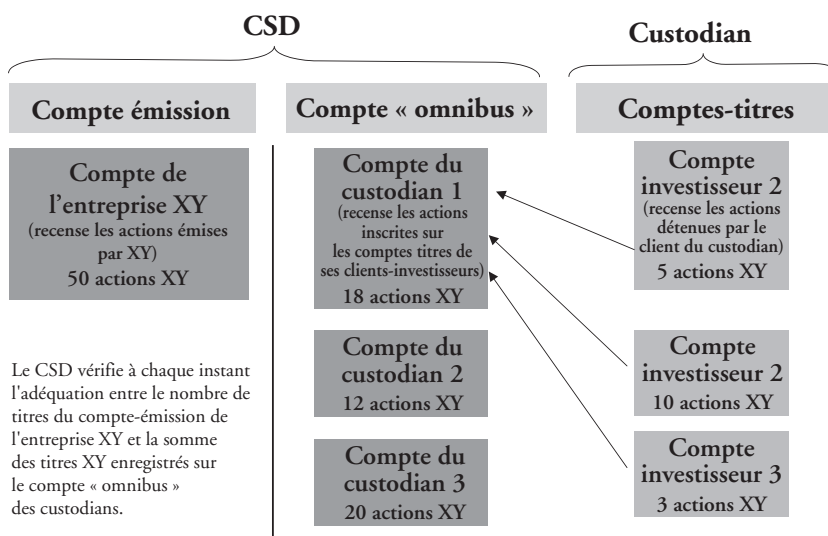 CSD
Custodian
Compte émission
Compte « omnibus »
Comptes-titres
Compte de
l'entreprise XY
(recense les actions émises
par XY)
50 actions XY
Le CSD vérifie à chaque instant
l'adéquation entre le nombre de
titres du compte-émission de
l'entreprise XY et la somme
des titres XY enregistrés sur
le compte « omnibus »
des custodians.
Compte du
custodian 1
(recense les actions
inscrites sur
les comptes titres de
ses clients-investisseurs)
18 actions XY
Compte du
custodian 2
12 actions XY
Compte du
custodian 3
20 actions XY
Compte
investisseur 2
(recense les actions
détenues par le
client du custodian)
5 actions XY
Compte
investisseur 2
10 actions XY
Compte
investisseur 3
3 actions XY